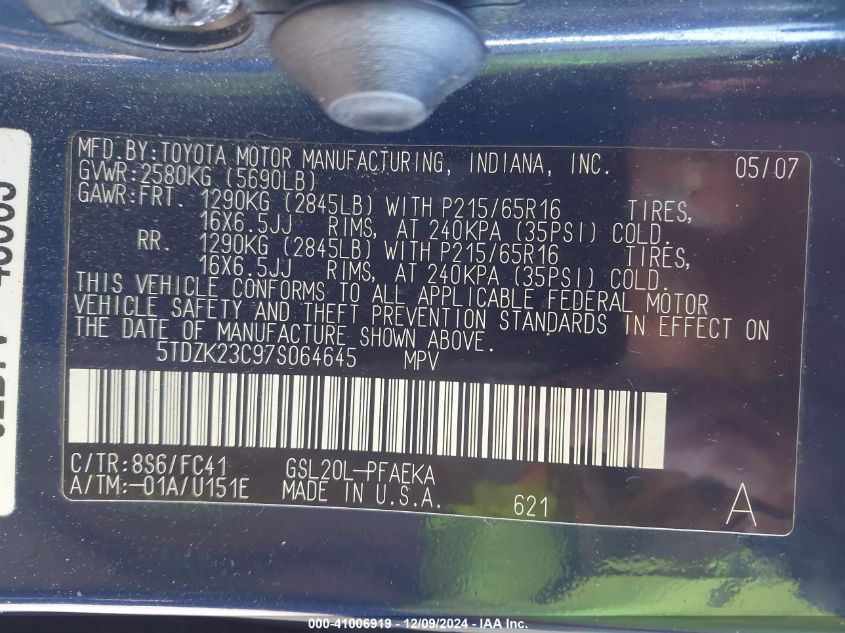 MFD. BY: TOYOTA MOTOR MANUFACTURING, INDIANA, INC. 05/07
GVWR: 2580KG (5690LB)
GAWR: FRT. 1290KG (2845LB) WITH P215/65R16 TIRES,
16X6.5JJ RIMS, AT 240KPA (35PSI) COLD.
RR. 1290KG (2845LB) WITH P215/65R16 TIRES,
16X6.5JJ RIMS, AT 240KPA (35PSI) COLD.
THIS VEHICLE CONFORMS TO ALL APPLICABLE FEDERAL MOTOR
VEHICLE SAFETY AND THEFT PREVENTION STANDARDS IN EFFECT ON
THE DATE OF MANUFACTURE SHOWN ABOVE.
5TDZK23C97S064645 MPV
C/TR: 8S6/FC41 GSL20L-PFAEKA
A/TM: -01A/U151E MADE IN U.S.A. 621 A
000-41006919 - 12/09/2024 - IAA Inc.